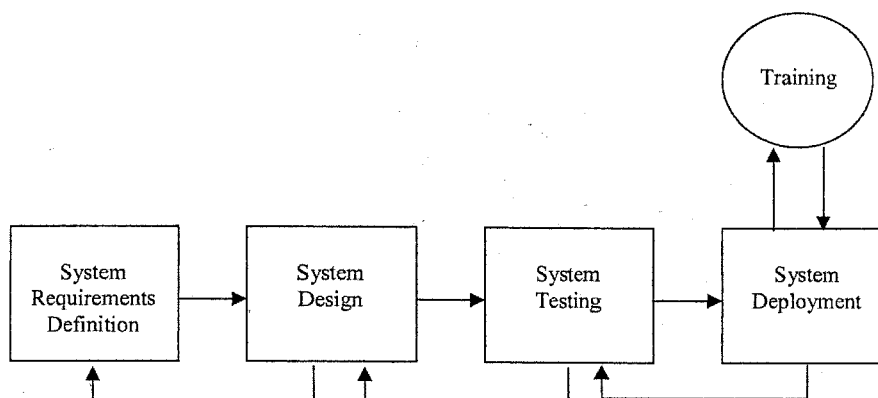 Training
System
Requirements
Definition
System
Design
System
Testing
System
Deployment